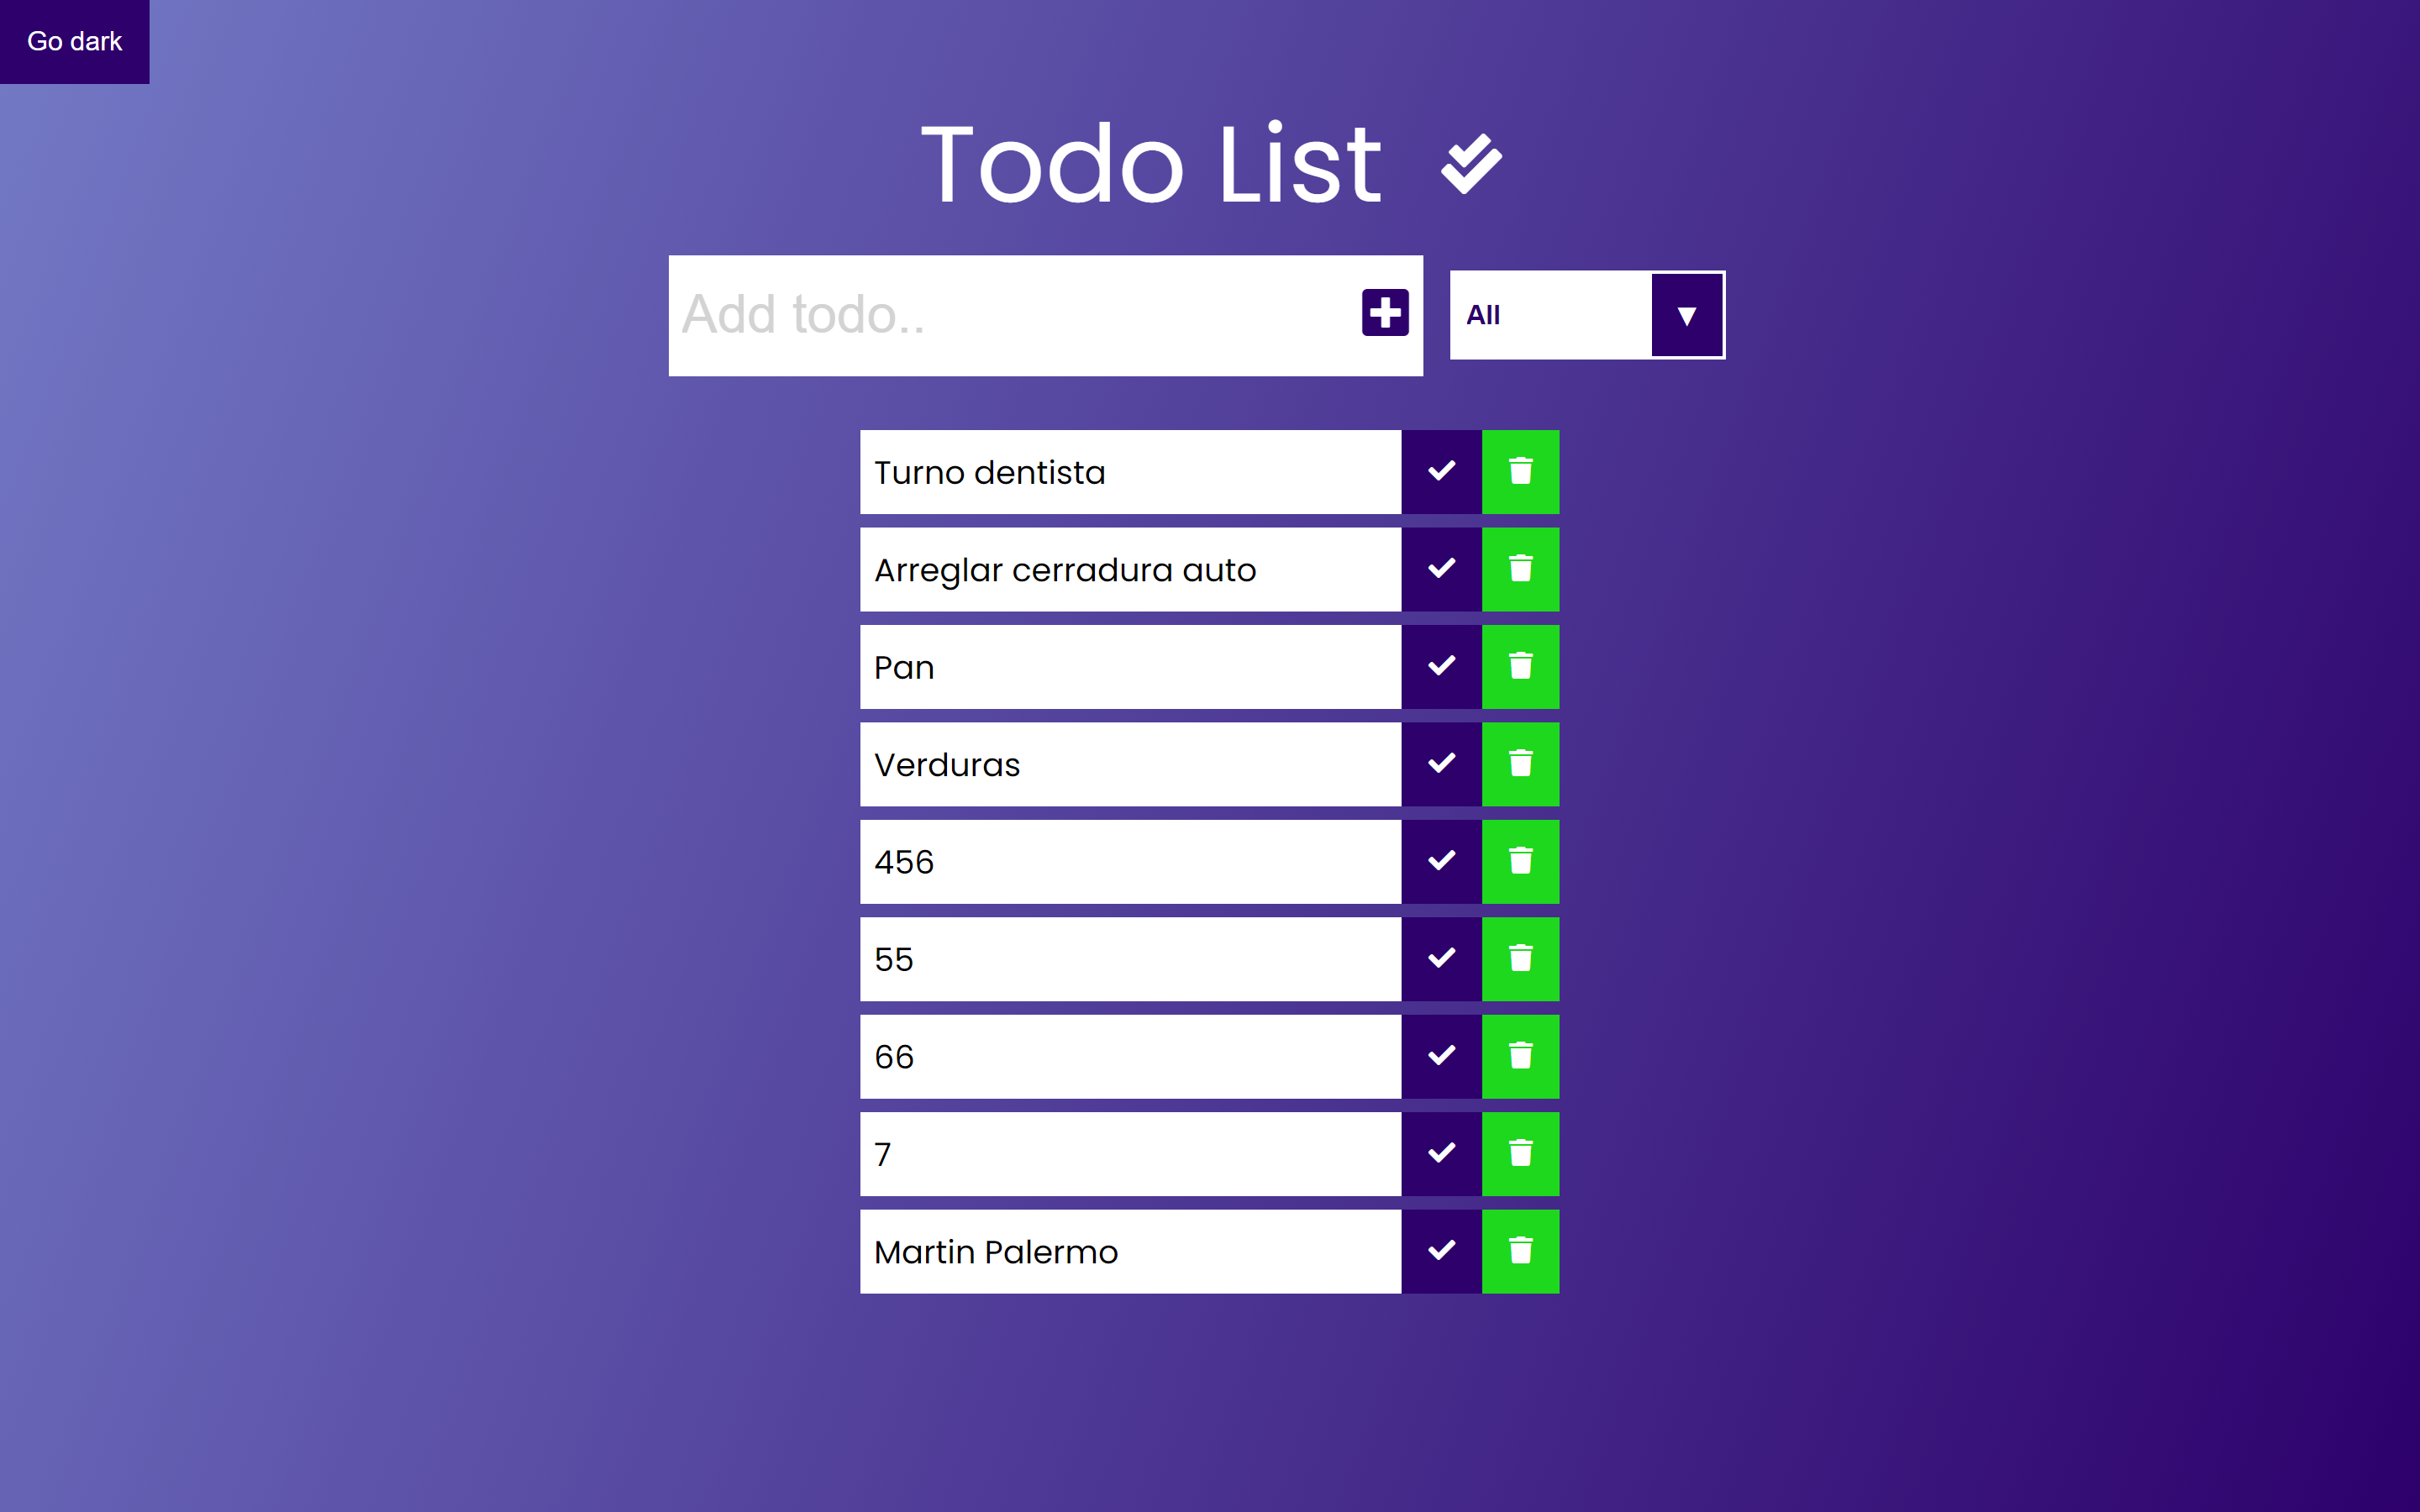 Go dark
Todo List
Add todo..
All
Turno dentista
Arreglar cerradura auto
Pan
Verduras
456
55
66
7
Martin Palermo